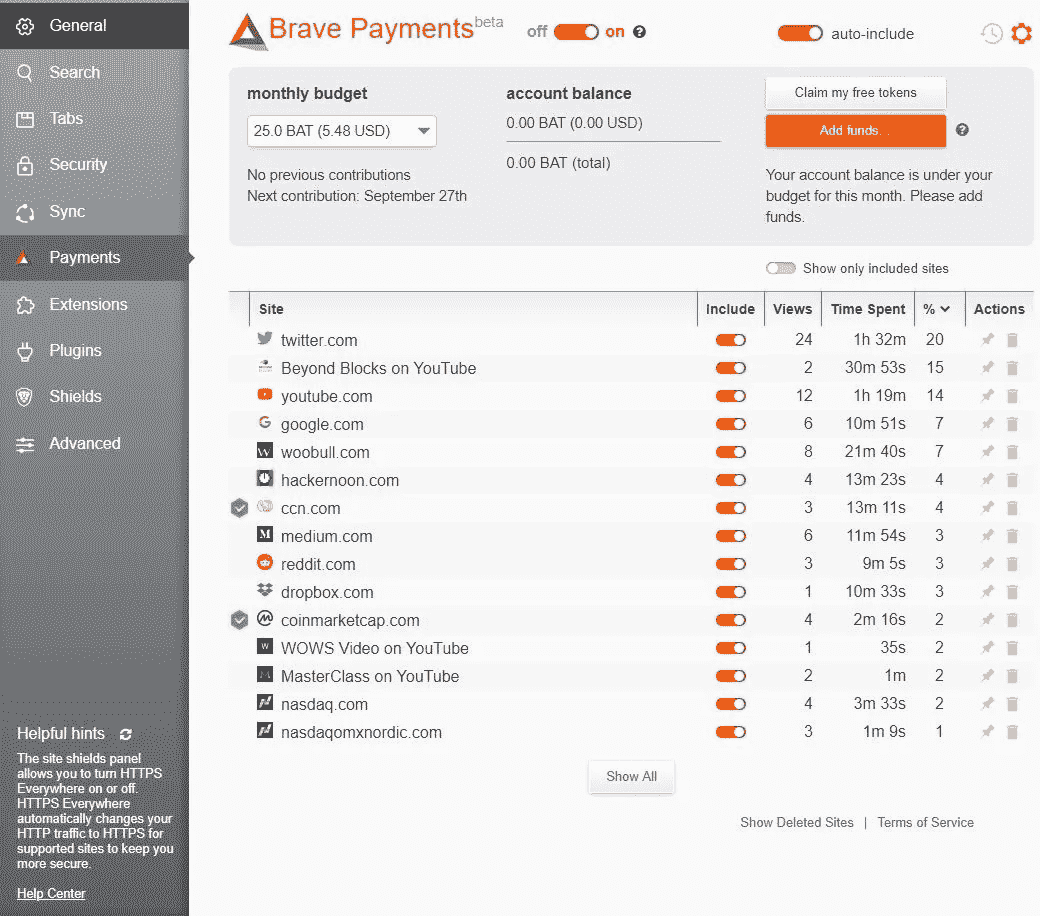 General
Search
Tabs
Security
Sync
Payments
Extensions
Plugins
Shields
Advanced
Helpful hints
The site shields panel
allows you to turn HTTPS
Everywhere on or off.
HTTPS Everywhere
automatically changes your
HTTP traffic to HTTPS for
supported sites to keep you
more secure.
Help Center
Brave Payments beta off on ? auto-include
monthly budget
25.0 BAT (5.48 USD)
No previous contributions
Next contribution: September 27th
account balance
0.00 BAT (0.00 USD)
0.00 BAT (total)
Claim my free tokens
Add funds... ?
Your account balance is under your
budget for this month. Please add
funds.
Show only included sites
Site Include Views Time Spent % Actions
twitter.com 24 1h 32m 20
Beyond Blocks on YouTube 2 30m 53s 15
youtube.com 12 1h 19m 14
G google.com 6 10m 51s 7
W woobull.com 8 21m 40s 7
hackernoon.com 4 13m 23s 4
ccn.com 3 13m 11s 4
M medium.com 6 11m 54s 3
reddit.com 3 9m 5s 3
dropbox.com 1 10m 33s 3
coinmarketcap.com 4 2m 16s 2
W WOWS Video on YouTube 1 35s 2
M MasterClass on YouTube 2 1m 2
nasdaq.com 4 3m 33s 2
nasdaqomxnordic.com 3 1m 9s 1
Show All
Show Deleted Sites | Terms of Service